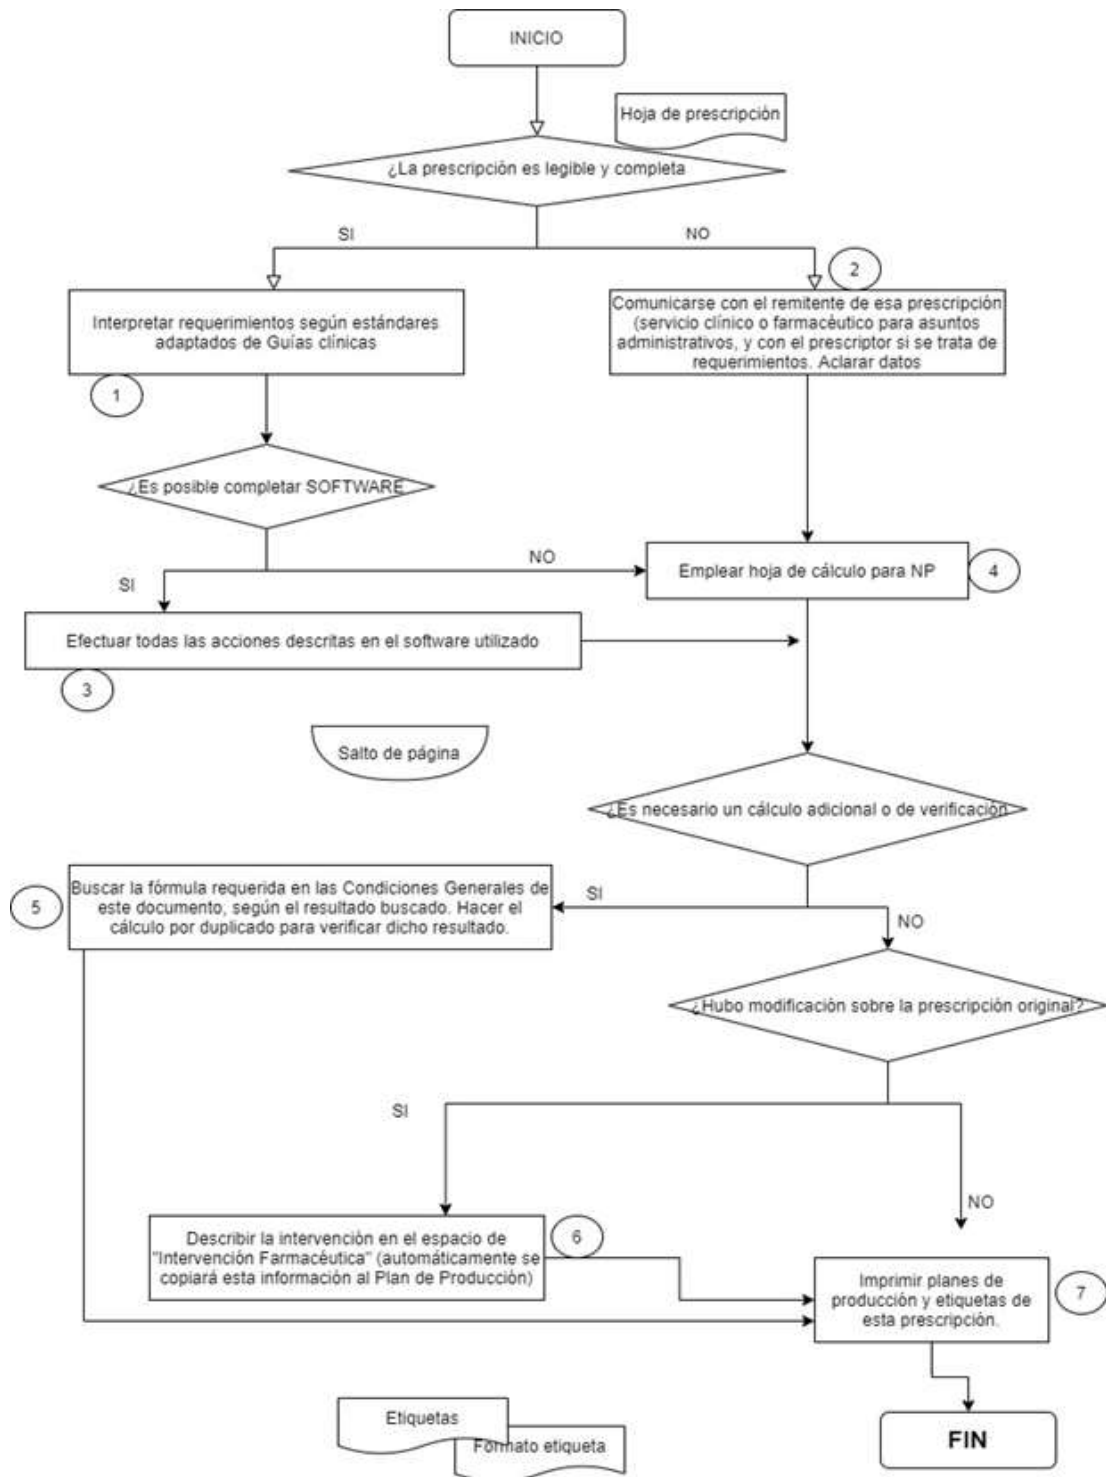 INICIO
Hoja de prescripción
¿La prescripción es legible y completa
SI
NO
2
Interpretar requerimientos según estándares
adaptados de Guías clínicas
1
Comunicarse con el remitente de esa prescripción
(servicio clínico o farmacéutico para asuntos
administrativos, y con el prescriptor si se trata de
requerimientos. Aclarar datos
¿Es posible completar SOFTWARE
NO
SI
Emplear hoja de cálculo para NP
4
Efectuar todas las acciones descritas en el software utilizado
3
Salto de página
¿Es necesario un cálculo adicional o de verificación
5
Buscar la fórmula requerida en las Condiciones Generales de
este documento, según el resultado buscado. Hacer el
cálculo por duplicado para verificar dicho resultado.
SI
NO
¿Hubo modificación sobre la prescripción original?
SI
NO
Describir la intervención en el espacio de
"Intervención Farmacéutica" (automáticamente se
copiará esta información al Plan de Producción)
6
Imprimir planes de
producción y etiquetas de
esta prescripción.
7
Etiquetas
Formato etiqueta
FIN